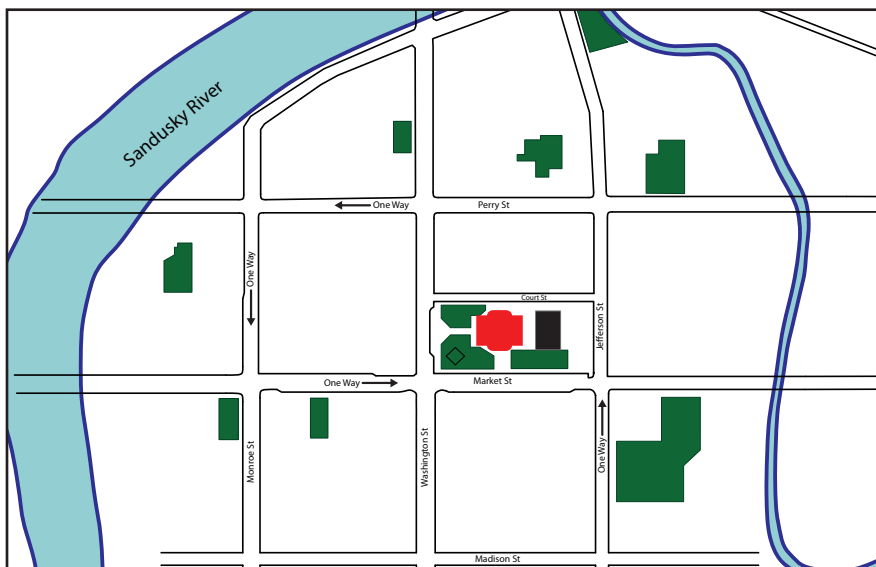 Sandusky River
One Way
Perry St
One Way
Court St
Jefferson St
One Way
Market St
Monroe St
Washington St
One Way
Madison St